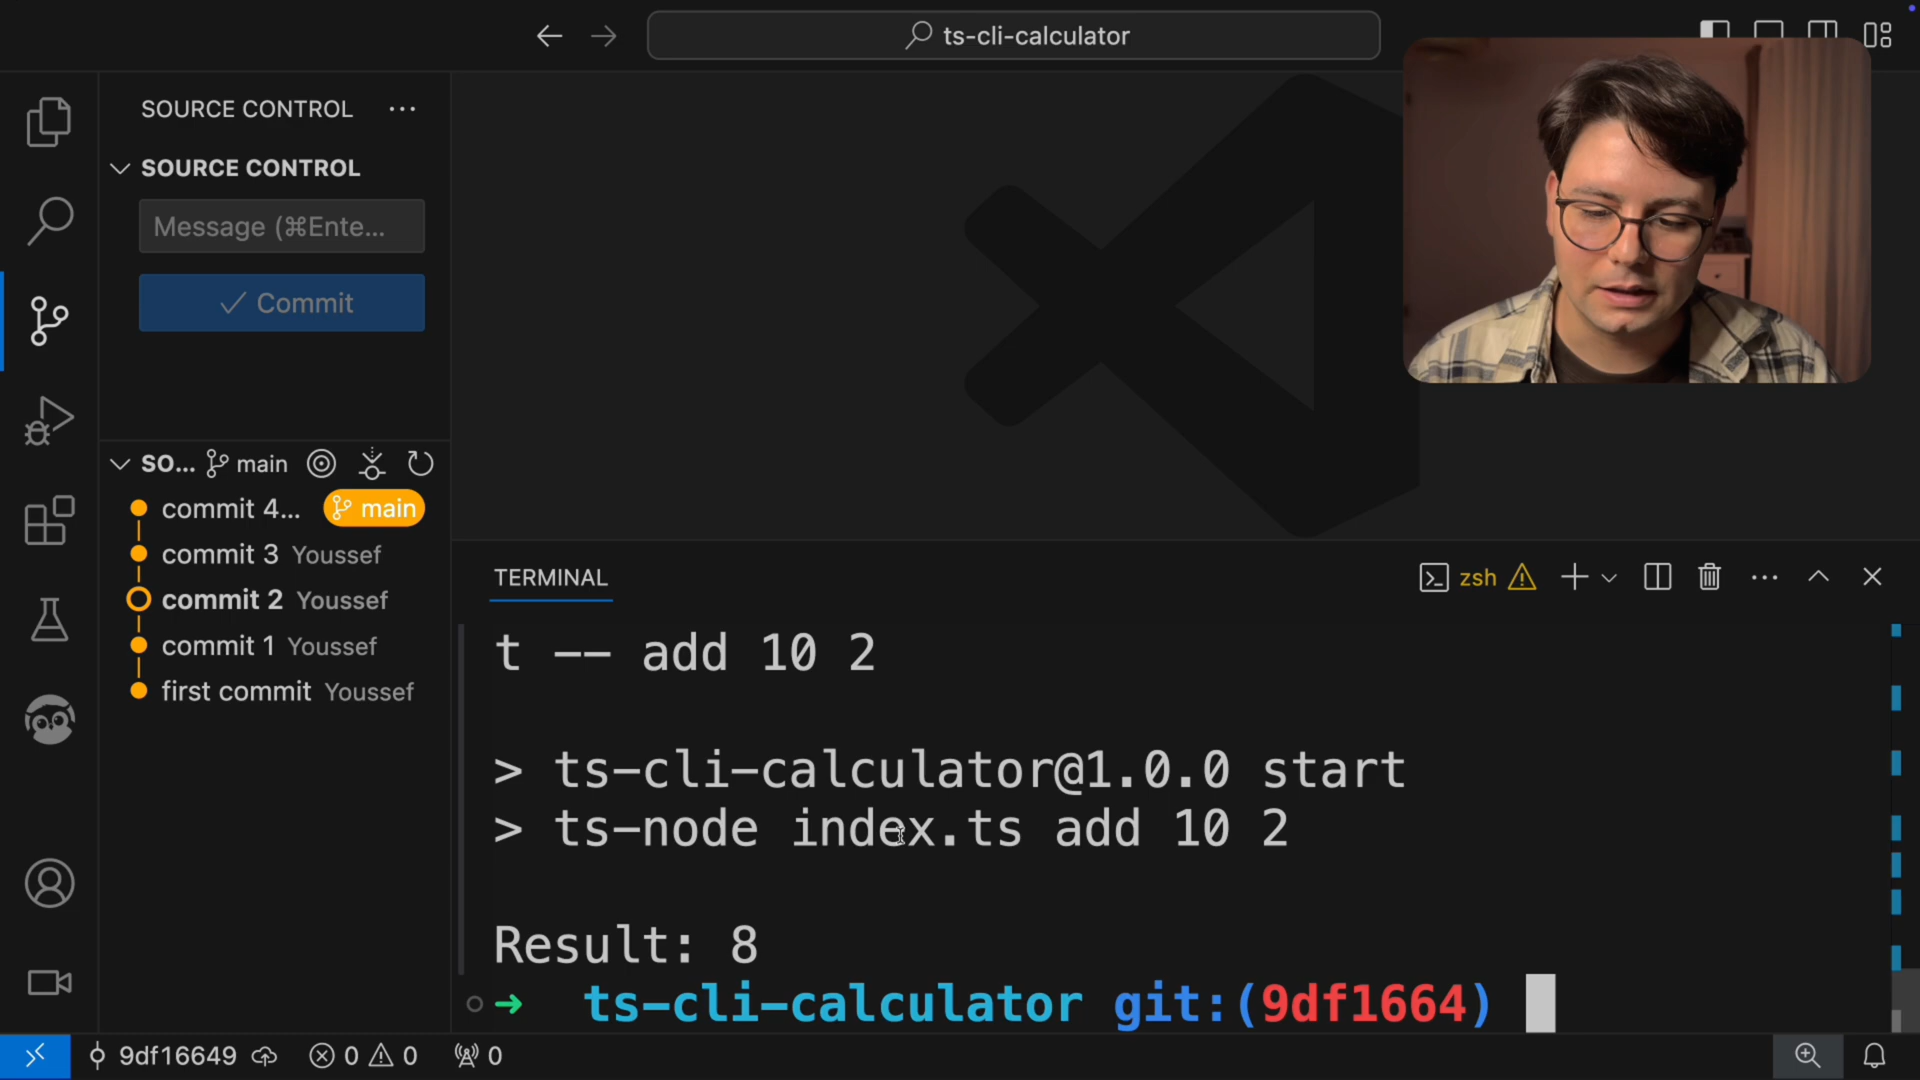 ts-cli-calculator
SOURCE CONTROL
SOURCE CONTROL
Message (⌘Ente...
Commit
SO... main
commit 4... main
commit 3 Youssef
commit 2 Youssef
commit 1 Youssef
first commit Youssef
TERMINAL
zsh
t -- add 10 2
> ts-cli-calculator@1.0.0 start
> ts-node index.ts add 10 2
Result: 8
➜ ts-cli-calculator git:(9df1664)
9df16649 0 0 0